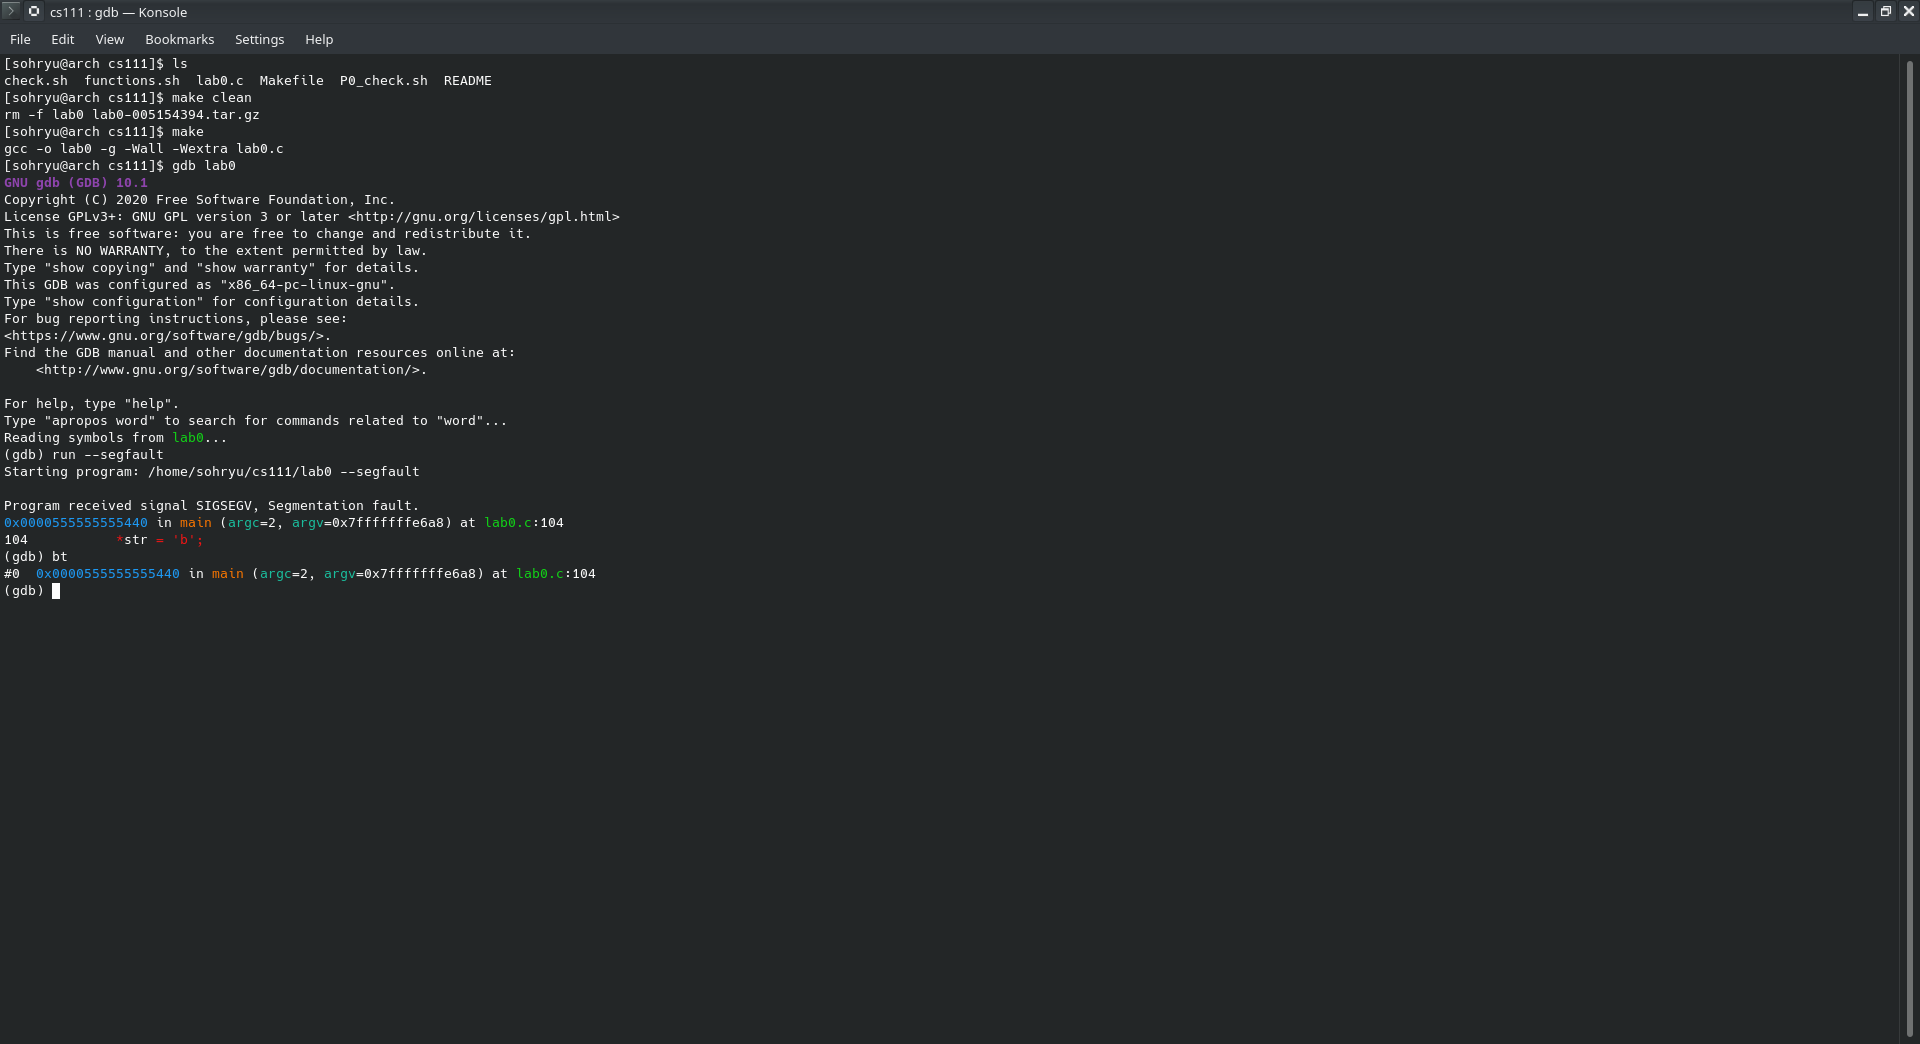 cs111 : gdb — Konsole
File Edit View Bookmarks Settings Help
[sohryu@arch cs111]$ ls
check.sh  functions.sh  lab0.c  Makefile  P0_check.sh  README
[sohryu@arch cs111]$ make clean
rm -f lab0 lab0-005154394.tar.gz
[sohryu@arch cs111]$ make
gcc -o lab0 -g -Wall -Wextra lab0.c
[sohryu@arch cs111]$ gdb lab0
GNU gdb (GDB) 10.1
Copyright (C) 2020 Free Software Foundation, Inc.
License GPLv3+: GNU GPL version 3 or later <http://gnu.org/licenses/gpl.html>
This is free software: you are free to change and redistribute it.
There is NO WARRANTY, to the extent permitted by law.
Type "show copying" and "show warranty" for details.
This GDB was configured as "x86_64-pc-linux-gnu".
Type "show configuration" for configuration details.
For bug reporting instructions, please see:
<https://www.gnu.org/software/gdb/bugs/>.
Find the GDB manual and other documentation resources online at:
    <http://www.gnu.org/software/gdb/documentation/>.
For help, type "help".
Type "apropos word" to search for commands related to "word"...
Reading symbols from lab0...
(gdb) run --segfault
Starting program: /home/sohryu/cs111/lab0 --segfault
Program received signal SIGSEGV, Segmentation fault.
0x0000555555555440 in main (argc=2, argv=0x7fffffffe6a8) at lab0.c:104
104           *str = 'b';
(gdb) bt
#0  0x0000555555555440 in main (argc=2, argv=0x7fffffffe6a8) at lab0.c:104
(gdb)